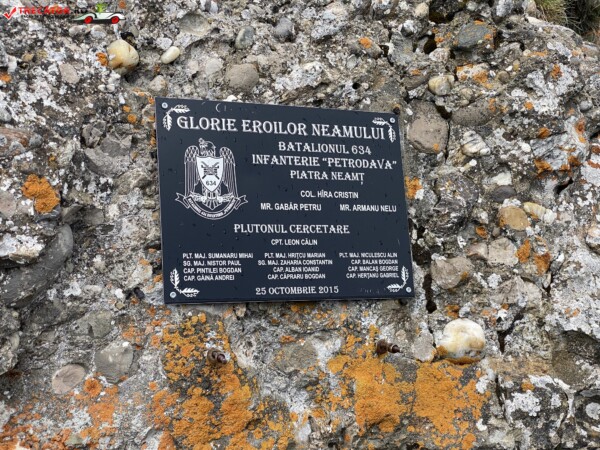 GLORIE EROILOR NEAMULUI
BATALIONUL 634
INFANTERIE "PETRODAVA"
PIATRA NEAMȚ
634
COL HÎRA CRISTIN
MR. GABĂR PETRU MR. ARMANU NELU
PLUTONUL CERCETARE
CPT. LEON CĂLIN
PLT. MAJ. SUMANARU MIHAI PLT. MAJ. HRIȚCU MARIAN PLT. MAJ. NICULESCU ALIN
SG. MAJ. NISTOR PAUL SG. MAJ. ZAHARIA CONSTANTIN CAP. BALAN BOGDAN
CAP. PINTILEI BOGDAN CAP. ALBAN IOANID CAP. MANCAȘ GEORGE
CAP. GĂINĂ ANDREI CAP. CĂPRARU BOGDAN CAP. HERȚANU GABRIEL
25 OCTOMBRIE 2015